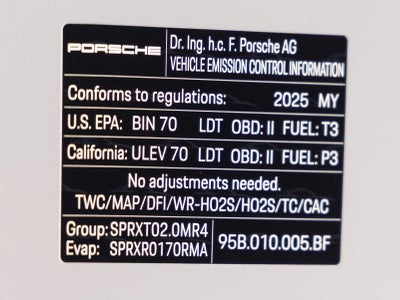 PORSCHE
Dr. Ing. h.c. F. Porsche AG
VEHICLE EMISSION CONTROL INFORMATION
Conforms to regulations: 2025 MY
U.S. EPA: BIN 70 LDT OBD: II FUEL: T3
California: ULEV 70 LDT OBD: II FUEL: P3
No adjustments needed.
TWC/MAP/DFI/WR-HO2S/HO2S/TC/CAC
Group: SPRXT02.0MR4
Evap: SPRXR0170RMA
95B.010.005.BF